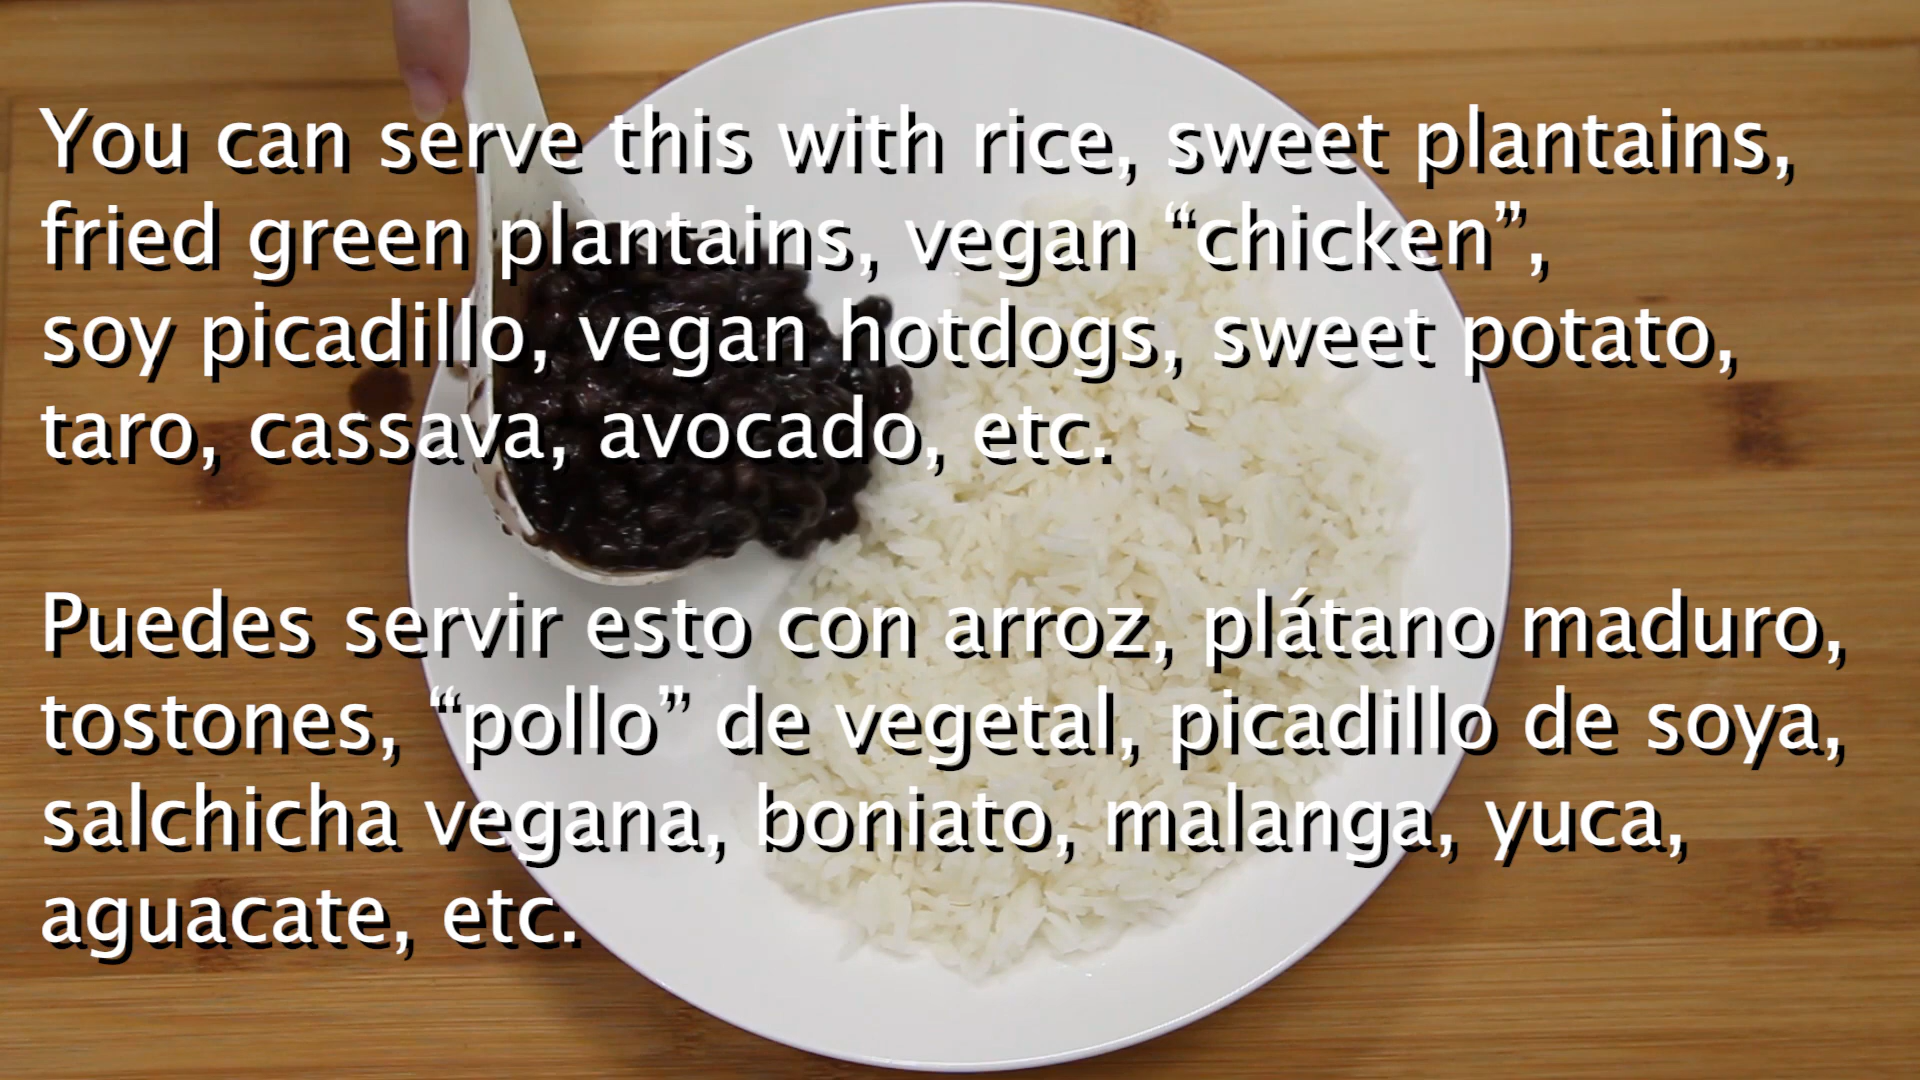 You can serve this with rice, sweet plantains,
fried green plantains, vegan “chicken”,
soy picadillo, vegan hotdogs, sweet potato,
taro, cassava, avocado, etc.
Puedes servir esto con arroz, plátano maduro,
tostones, “pollo” de vegetal, picadillo de soya,
salchicha vegana, boniato, malanga, yuca,
aguacate, etc.